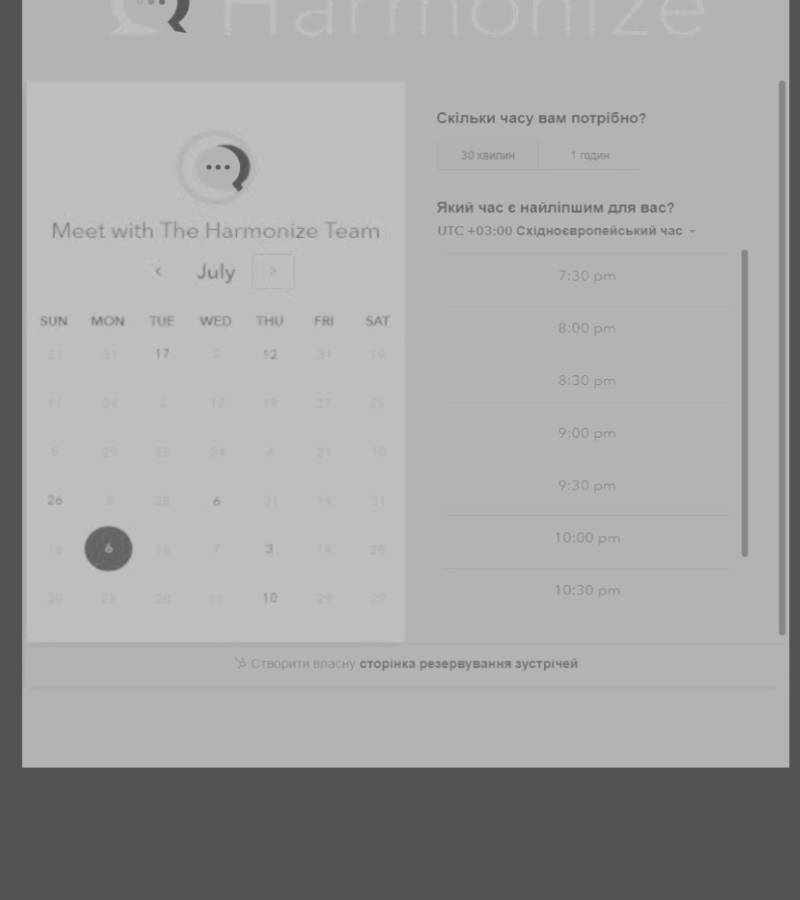 Harmonize
Meet with The Harmonize Team
July
SUN MON TUE WED THU FRI SAT
21 31 17 2 12 31 19
11 24 2 17 19 27 28
5 29 25 24 4 21 10
26 8 28 6 31 14 31
18 6 16 7 3 14 20
20 28 20 11 10 29 29
Скільки часу вам потрібно?
30 хвилин 1 годин
Який час є найліпшим для вас?
UTC +03:00 Східноєвропейський час
7:30 pm
8:00 pm
8:30 pm
9:00 pm
9:30 pm
10:00 pm
10:30 pm
Створити власну сторінка резервування зустрічей